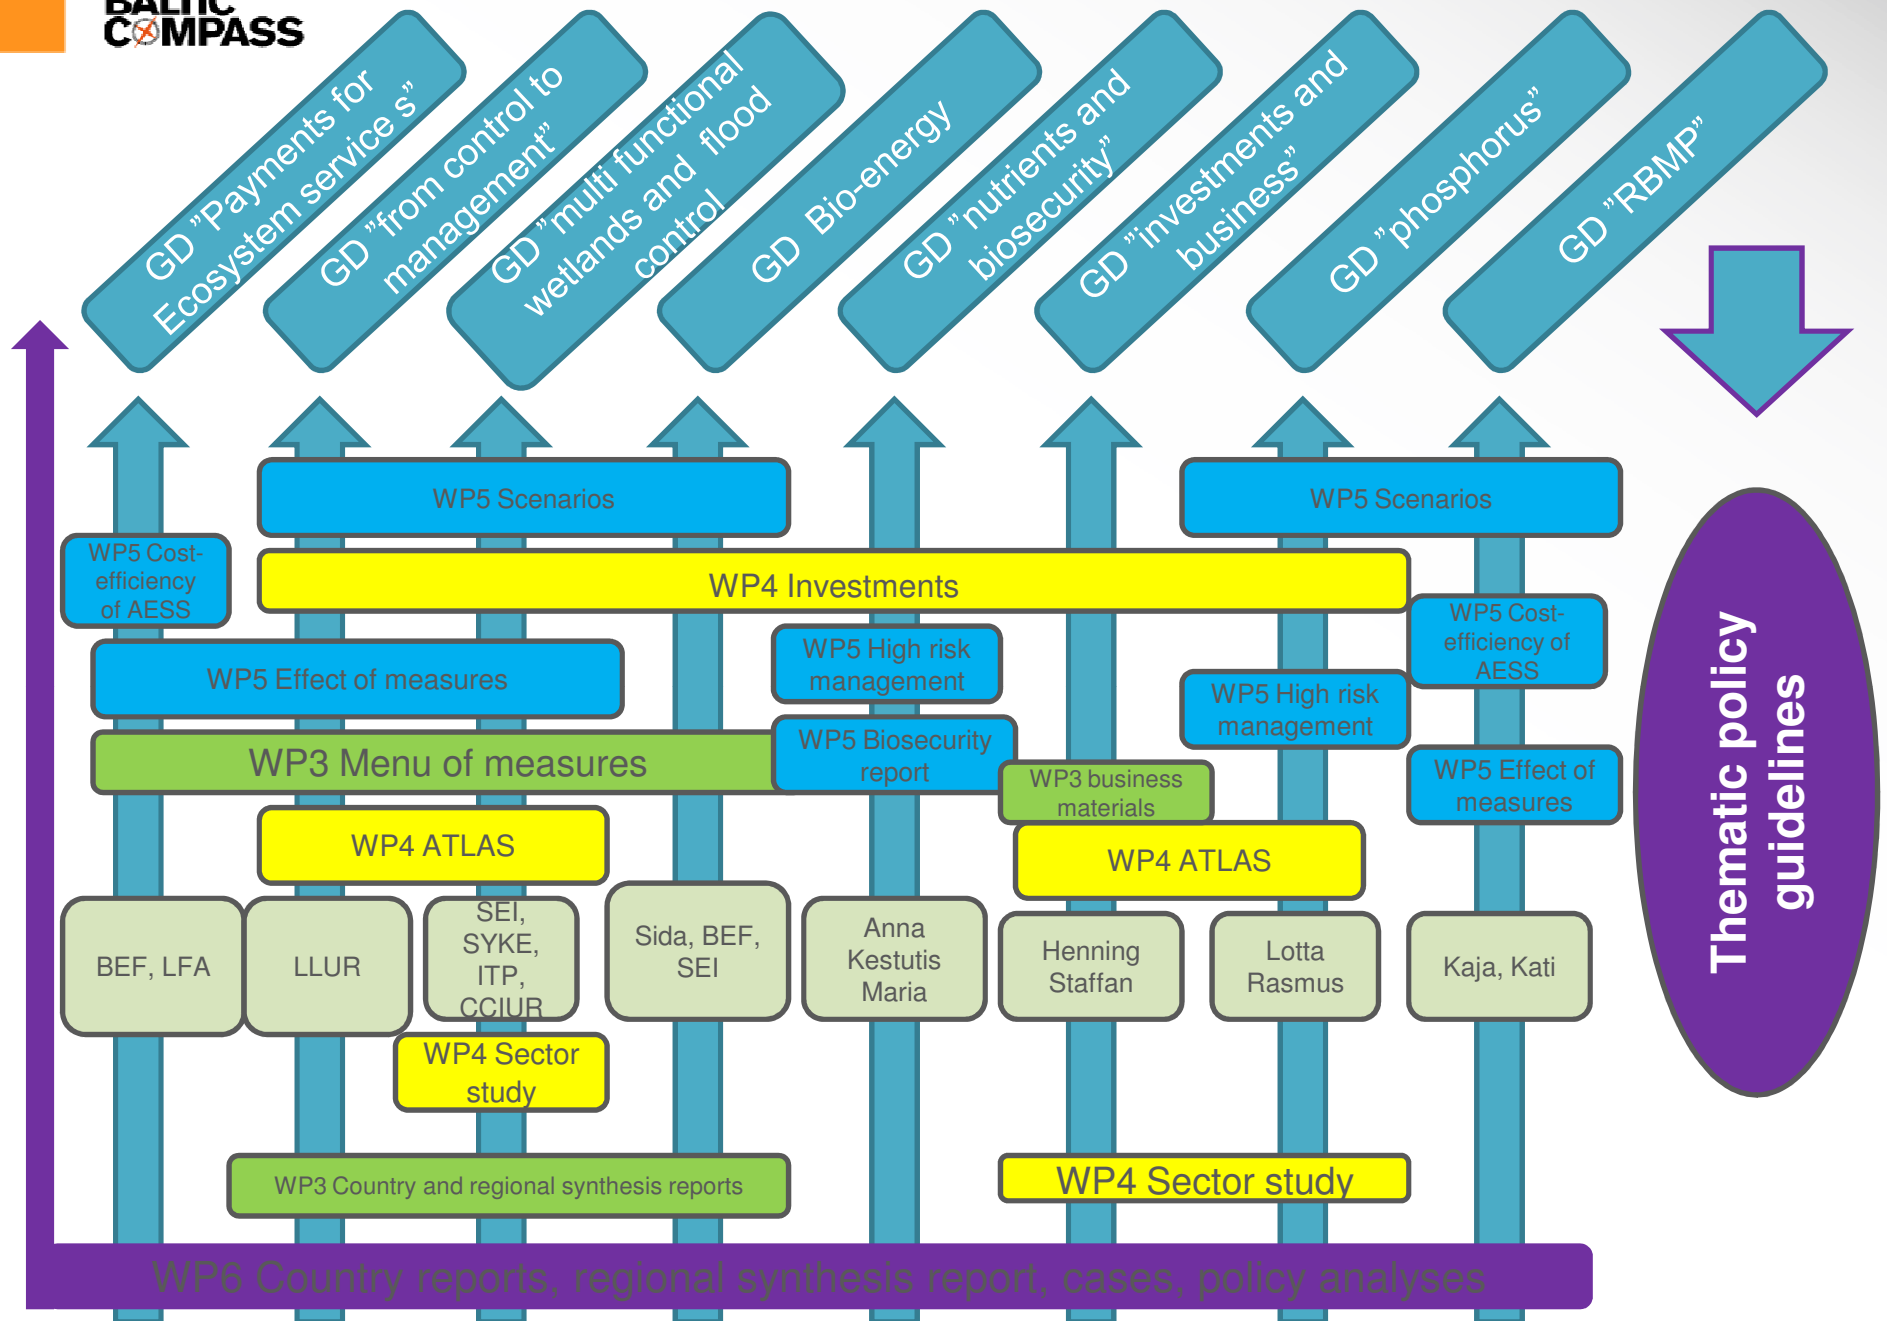 BALTIC
COMPASS
GD ”Payments for
Ecosystem service s”
GD ”from control to
management”
GD ”multi functional
wetlands and flood
control
GD Bio-energy
GD ”nutrients and
biosecurity”
GD ”investments and
business”
GD ”phosphorus”
GD ”RBMP”
WP5 Scenarios
WP5 Scenarios
WP5 Cost-
efficiency
of AESS
WP4 Investments
WP5 Cost-
efficiency of
AESS
WP5 Effect of measures
WP5 High risk
management
WP5 High risk
management
WP3 Menu of measures
WP5 Biosecurity
report
WP3 business
materials
WP5 Effect of
measures
WP4 ATLAS
WP4 ATLAS
BEF, LFA
LLUR
SEI,
SYKE,
ITP,
CCIUR
Sida, BEF,
SEI
Anna
Kestutis
Maria
Henning
Staffan
Lotta
Rasmus
Kaja, Kati
WP4 Sector
study
WP3 Country and regional synthesis reports
WP4 Sector study
WP6 Country reports, regional synthesis report, cases, policy analyses
Thematic policy
guidelines